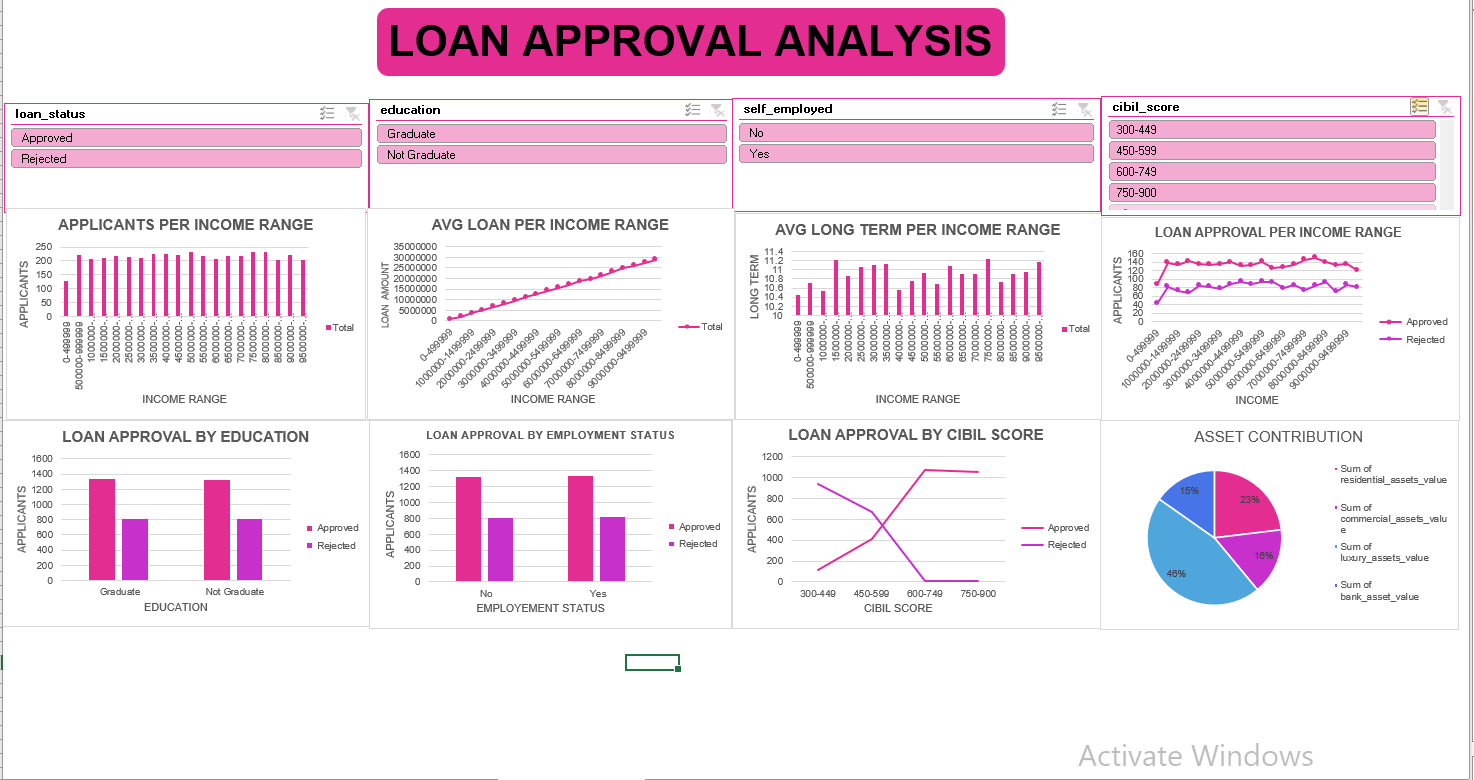 LOAN APPROVAL ANALYSIS
loan_status
Approved
Rejected
education
Graduate
Not Graduate
self_employed
No
Yes
cibil_score
300-449
450-599
600-749
750-900
APPLICANTS PER INCOME RANGE
250
200
150
100
50
0
APPLICANTS
0-499999
500000-999999
1000000-...
1500000-...
2000000-...
2500000-...
3000000-...
3500000-...
4000000-...
4500000-...
5000000-...
5500000-...
6000000-...
6500000-...
7000000-...
7500000-...
8000000-...
8500000-...
9000000-...
9500000-...
Total
INCOME RANGE
AVG LOAN PER INCOME RANGE
35000000
30000000
25000000
20000000
15000000
10000000
5000000
0
LOAN AMOUNT
0-499999
1000000-1499999
2000000-2499999
3000000-3499999
4000000-4499999
5000000-5499999
6000000-6499999
7000000-7499999
8000000-8499999
9000000-9499999
Total
INCOME RANGE
AVG LONG TERM PER INCOME RANGE
11.4
11.2
11
10.8
10.6
10.4
10.2
10
LONG TERM
0-499999
500000-999999
1000000-...
1500000-...
2000000-...
2500000-...
3000000-...
3500000-...
4000000-...
4500000-...
5000000-...
5500000-...
6000000-...
6500000-...
7000000-...
7500000-...
8000000-...
8500000-...
9000000-...
9500000-...
Total
INCOME RANGE
LOAN APPROVAL PER INCOME RANGE
160
140
120
100
80
60
40
20
0
APPLICANTS
0-499999
1000000-1499999
2000000-2499999
3000000-3499999
4000000-4499999
5000000-5499999
6000000-6499999
7000000-7499999
8000000-8499999
9000000-9499999
Approved
Rejected
INCOME
LOAN APPROVAL BY EDUCATION
1600
1400
1200
1000
800
600
400
200
0
APPLICANTS
Graduate
Not Graduate
Approved
Rejected
EDUCATION
LOAN APPROVAL BY EMPLOYMENT STATUS
1600
1400
1200
1000
800
600
400
200
0
APPLICANTS
No
Yes
Approved
Rejected
EMPLOYEMENT STATUS
LOAN APPROVAL BY CIBIL SCORE
1200
1000
800
600
400
200
0
APPLICANTS
300-449
450-599
600-749
750-900
Approved
Rejected
CIBIL SCORE
ASSET CONTRIBUTION
15%
23%
16%
46%
Sum of
residential_assets_value
Sum of
commercial_assets_valu
e
Sum of
luxury_assets_value
Sum of
bank_asset_value
Activate Windows